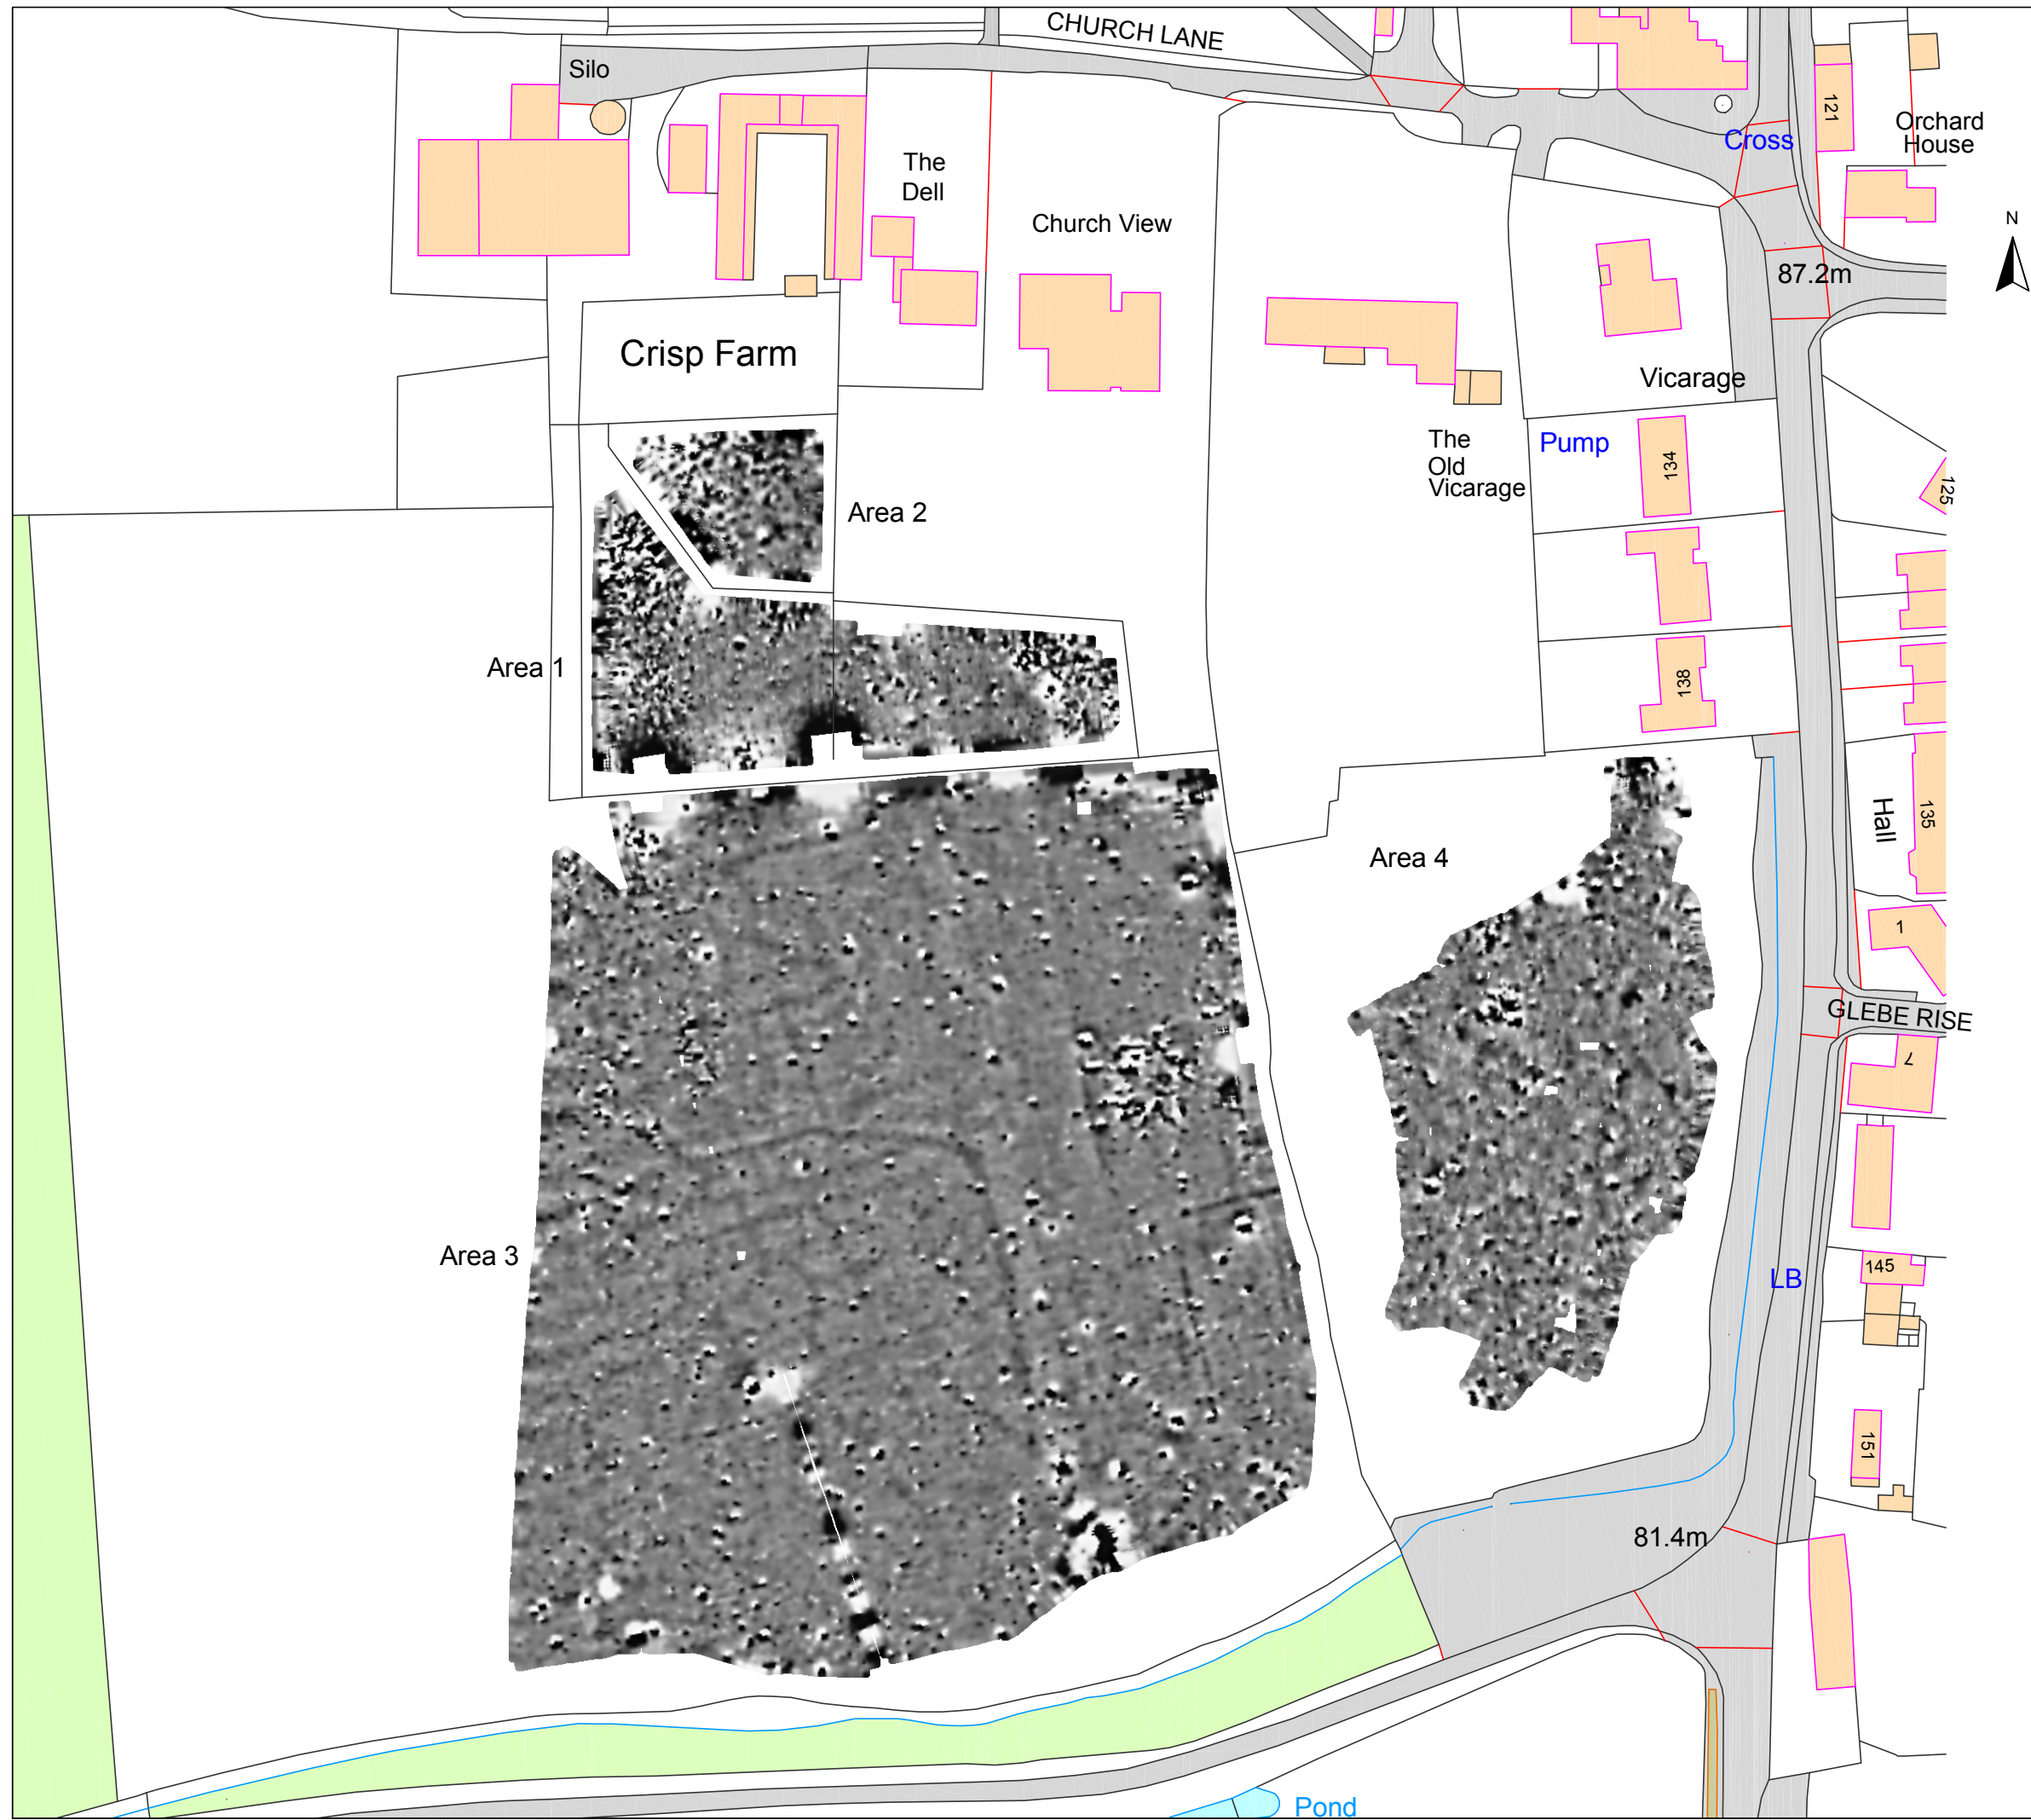 CHURCH LANE
Silo
121
Orchard
House
Cross
The
Dell
Church View
N
87.2m
Crisp Farm
Vicarage
The
Old
Vicarage
Pump
134
125
Area 2
Area 1
138
Hall
135
Area 4
1
GLEBE RISE
7
Area 3
145
LB
151
81.4m
Pond